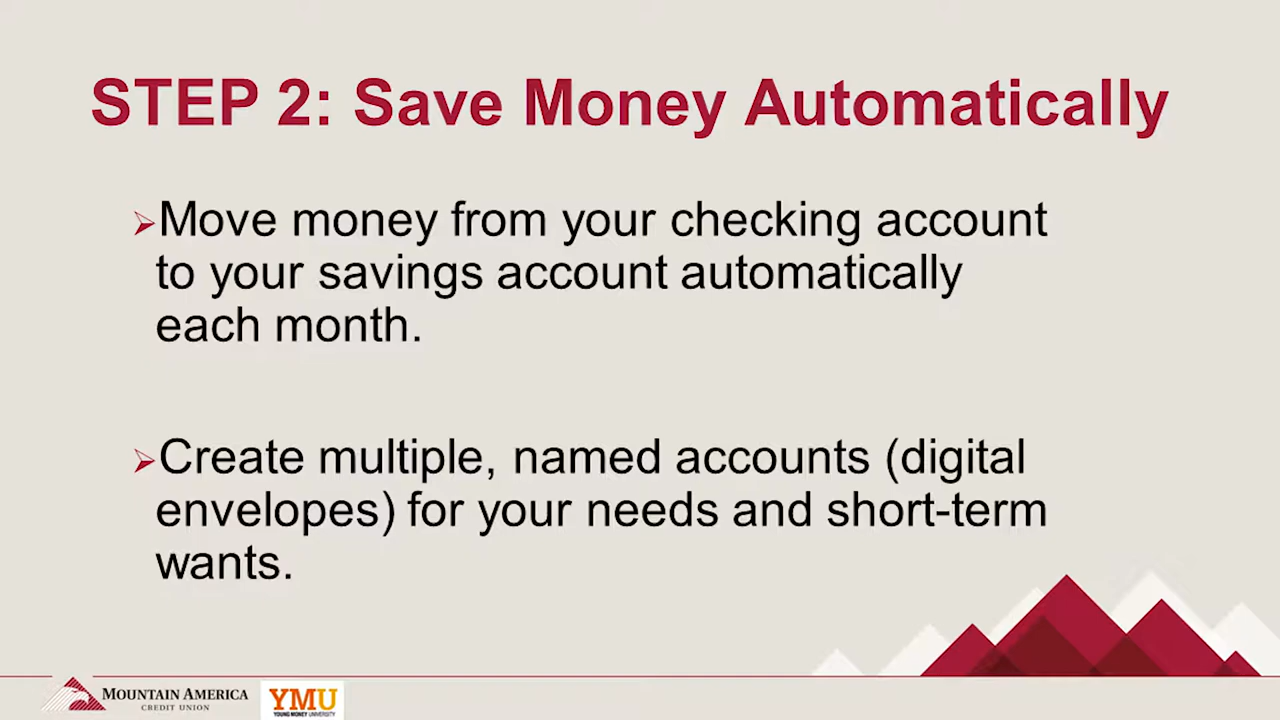 STEP 2: Save Money Automatically
➢Move money from your checking account
to your savings account automatically
each month.
➢Create multiple, named accounts (digital
envelopes) for your needs and short-term
wants.
MOUNTAIN AMERICA
CREDIT UNION
YMU
YOUNG MONEY UNIVERSITY